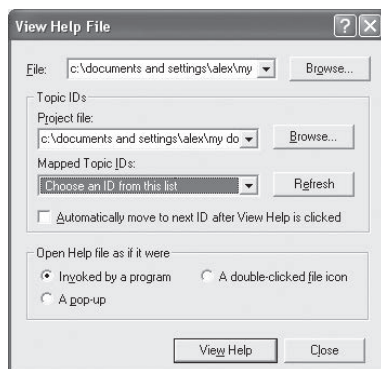 View Help File
File: c:\documents and settings\alex\my Browse...
Topic IDs
Project file:
c:\documents and settings\alex\my do Browse...
Mapped Topic IDs:
Choose an ID from this list Refresh
Automatically move to next ID after View Help is clicked
Open Help file as if it were
Invoked by a program A double-clicked file icon
A pop-up
View Help Close